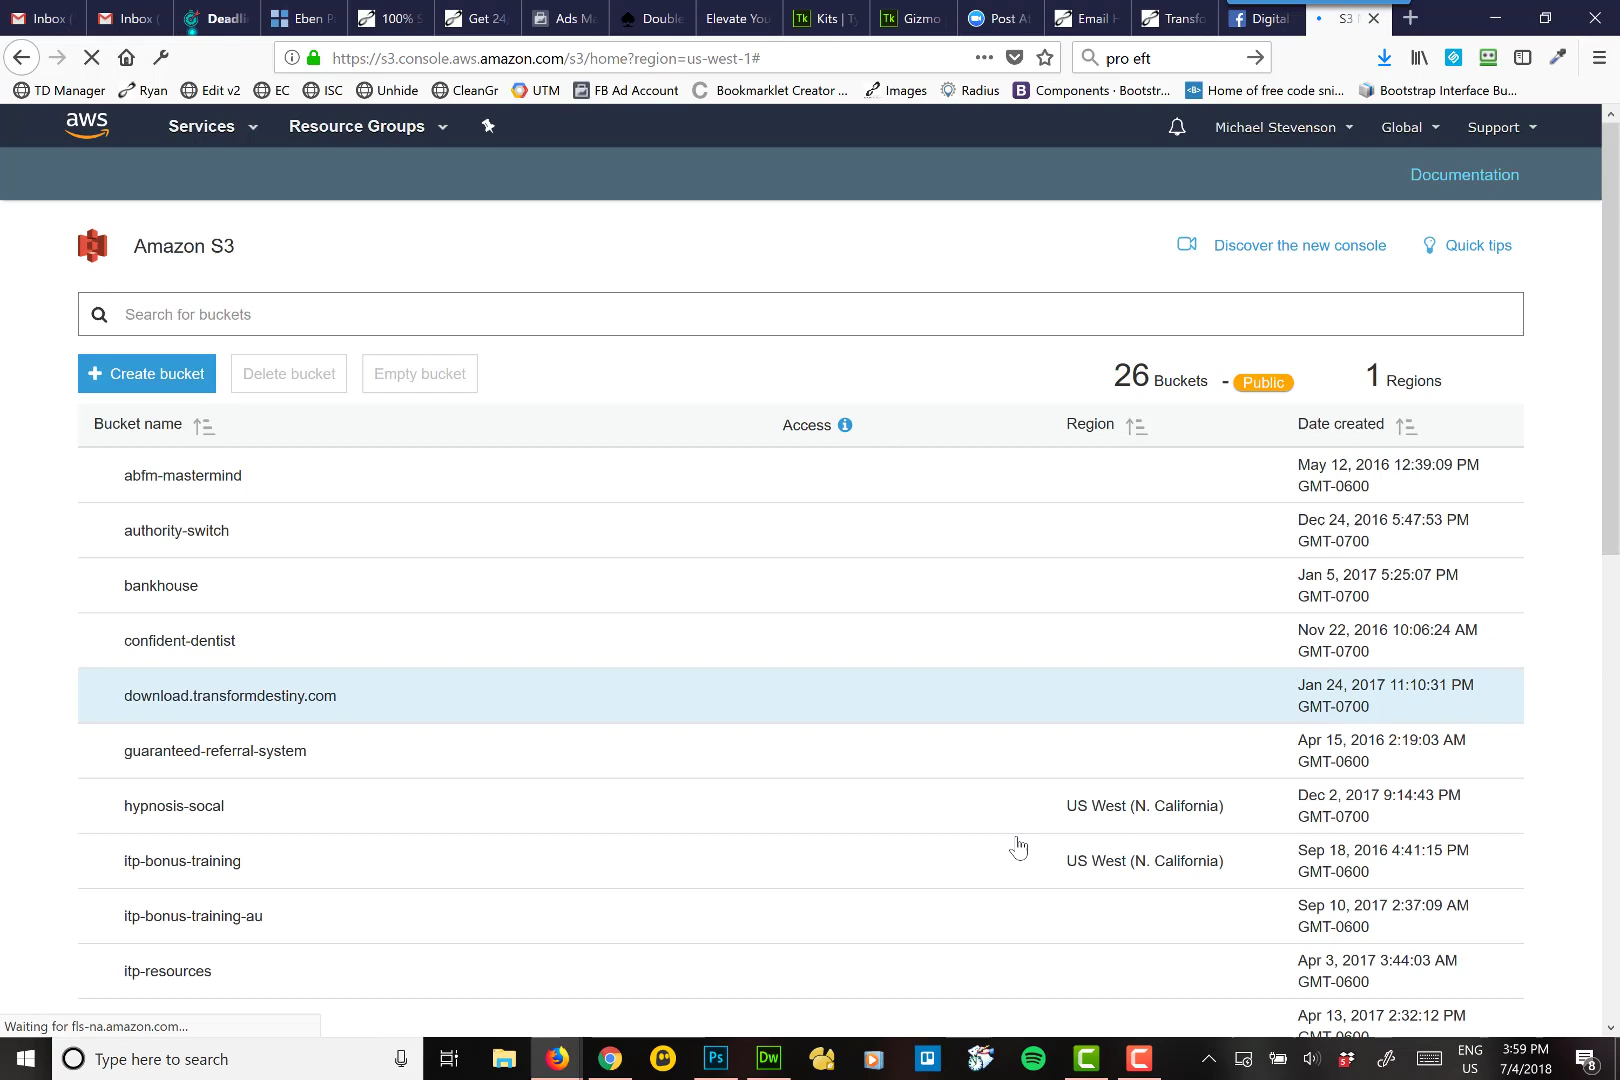 Inbox (
Inbox (
Deadli
Eben P
100% S
Get 24
Ads Ma
Double
Elevate You
Tk Kits | Ty
Tk Gizmo
Post At
Email H
Transfo
Digital
S3
https://s3.console.aws.amazon.com/s3/home?region=us-west-1#
pro eft
TD Manager
Ryan
Edit v2
EC
ISC
Unhide
CleanGr
UTM
FB Ad Account
Bookmarklet Creator ...
Images
Radius
B Components · Bootstr...
Home of free code sni...
Bootstrap Interface Bu...
aws
Services
Resource Groups
Michael Stevenson
Global
Support
Documentation
Amazon S3
Discover the new console
Quick tips
Search for buckets
+ Create bucket
Delete bucket
Empty bucket
26 Buckets - Public
1 Regions
Bucket name
Access
Region
Date created
abfm-mastermind
May 12, 2016 12:39:09 PM
GMT-0600
authority-switch
Dec 24, 2016 5:47:53 PM
GMT-0700
bankhouse
Jan 5, 2017 5:25:07 PM
GMT-0700
confident-dentist
Nov 22, 2016 10:06:24 AM
GMT-0700
download.transformdestiny.com
Jan 24, 2017 11:10:31 PM
GMT-0700
guaranteed-referral-system
Apr 15, 2016 2:19:03 AM
GMT-0600
hypnosis-socal
US West (N. California)
Dec 2, 2017 9:14:43 PM
GMT-0700
itp-bonus-training
US West (N. California)
Sep 18, 2016 4:41:15 PM
GMT-0600
itp-bonus-training-au
Sep 10, 2017 2:37:09 AM
GMT-0600
itp-resources
Apr 3, 2017 3:44:03 AM
GMT-0600
Apr 13, 2017 2:32:12 PM
GMT-0600
Waiting for fls-na.amazon.com...
Type here to search
Ps
Dw
ENG
US
3:59 PM
7/4/2018
8